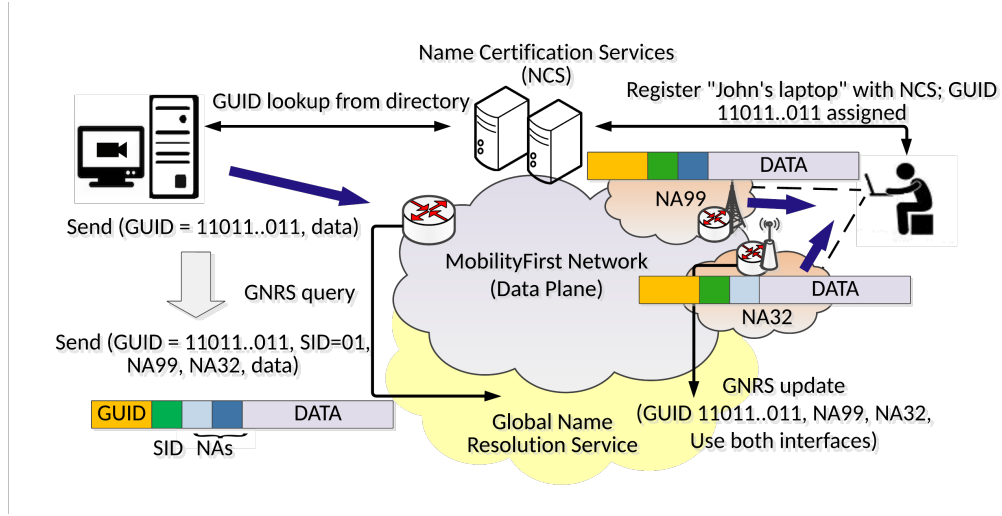 Name Certification Services
(NCS)
GUID lookup from directory
Register "John's laptop" with NCS; GUID
11011..011 assigned
DATA
NA99
Send (GUID = 11011..011, data)
MobilityFirst Network
(Data Plane)
DATA
NA32
GNRS query
Send (GUID = 11011..011, SID=01,
NA99, NA32, data)
GUID
DATA
SID
NAs
Global Name
Resolution Service
GNRS update
(GUID 11011..011, NA99, NA32,
Use both interfaces)